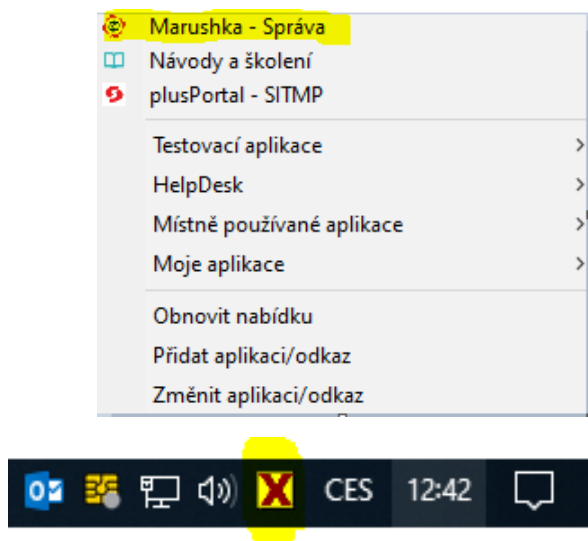 Marushka - Správa
Návody a školení
plusPortal - SITMP
Testovací aplikace
HelpDesk
Místně používané aplikace
Moje aplikace
Obnovit nabídku
Přidat aplikaci/odkaz
Změnit aplikaci/odkaz
X CES 12:42